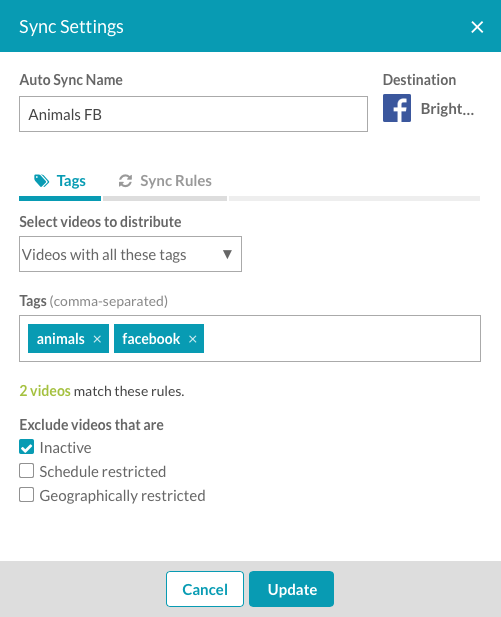 Sync Settings ×
Auto Sync Name
Destination
Animals FB
Bright...
Tags
Sync Rules
Select videos to distribute
Videos with all these tags ▼
Tags (comma-separated)
animals × facebook ×
2 videos match these rules.
Exclude videos that are
Inactive
Schedule restricted
Geographically restricted
Cancel Update